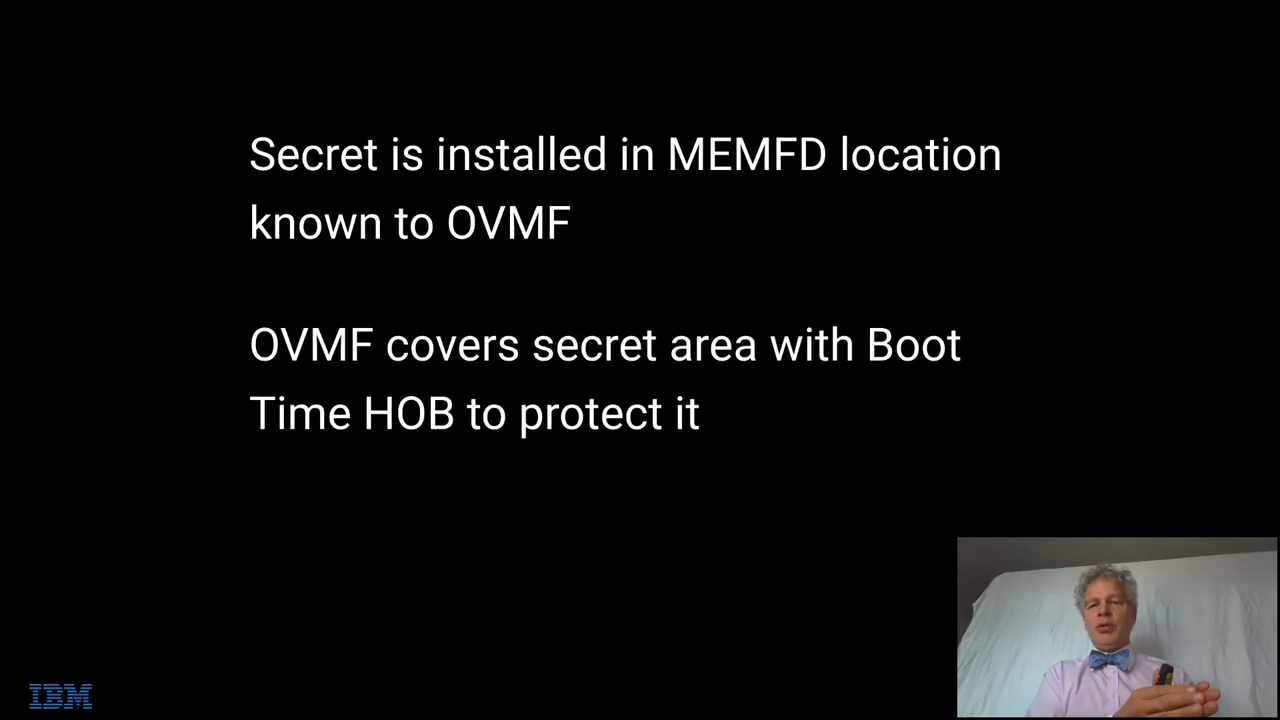 Secret is installed in MEMFD location
known to OVMF
OVMF covers secret area with Boot
Time HOB to protect it
IBM